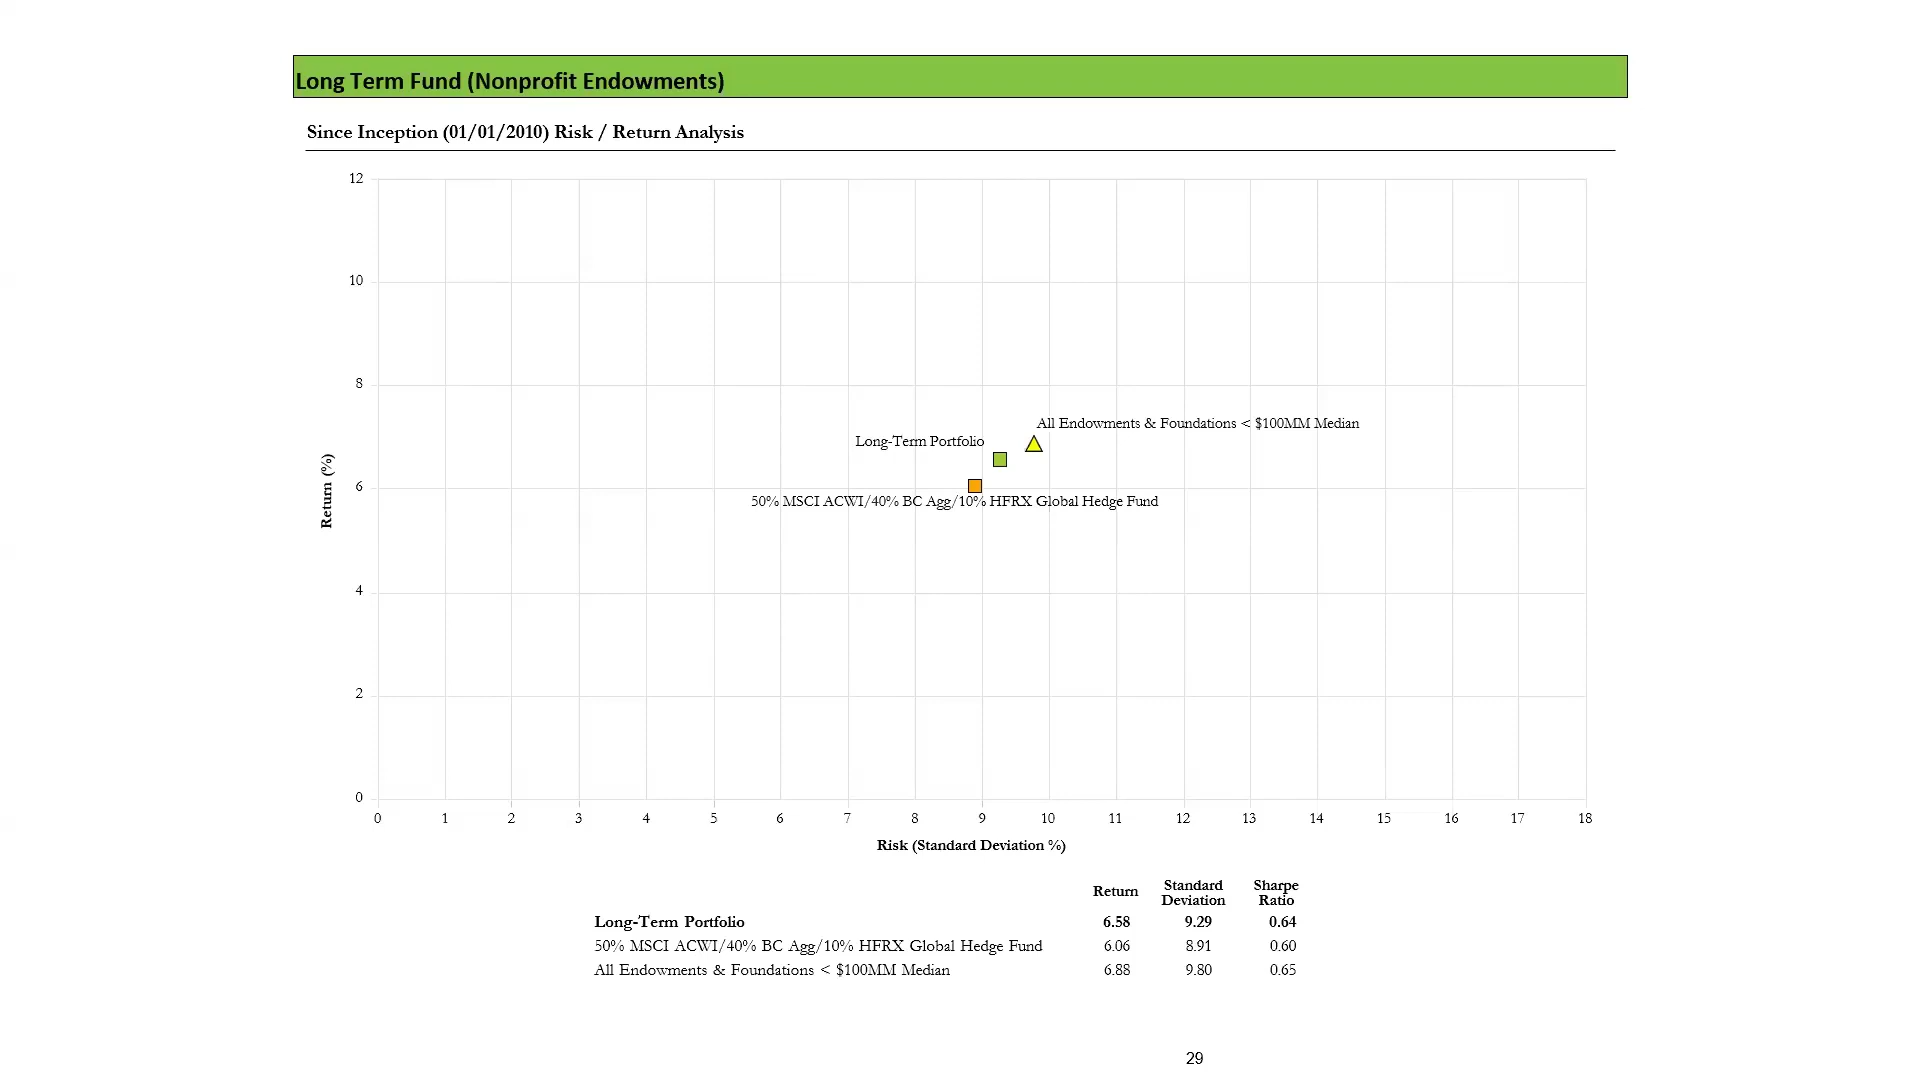 Long Term Fund (Nonprofit Endowments)
Since Inception (01/01/2010) Risk / Return Analysis
12
10
8
6
4
2
0
Return (%)
All Endowments & Foundations < $100MM Median
Long-Term Portfolio
50% MSCI ACWI/40% BC Agg/10% HFRX Global Hedge Fund
0 1 2 3 4 5 6 7 8 9 10 11 12 13 14 15 16 17 18
Risk (Standard Deviation %)
Return Standard Deviation Sharpe Ratio
Long-Term Portfolio 6.58 9.29 0.64
50% MSCI ACWI/40% BC Agg/10% HFRX Global Hedge Fund 6.06 8.91 0.60
All Endowments & Foundations < $100MM Median 6.88 9.80 0.65
29